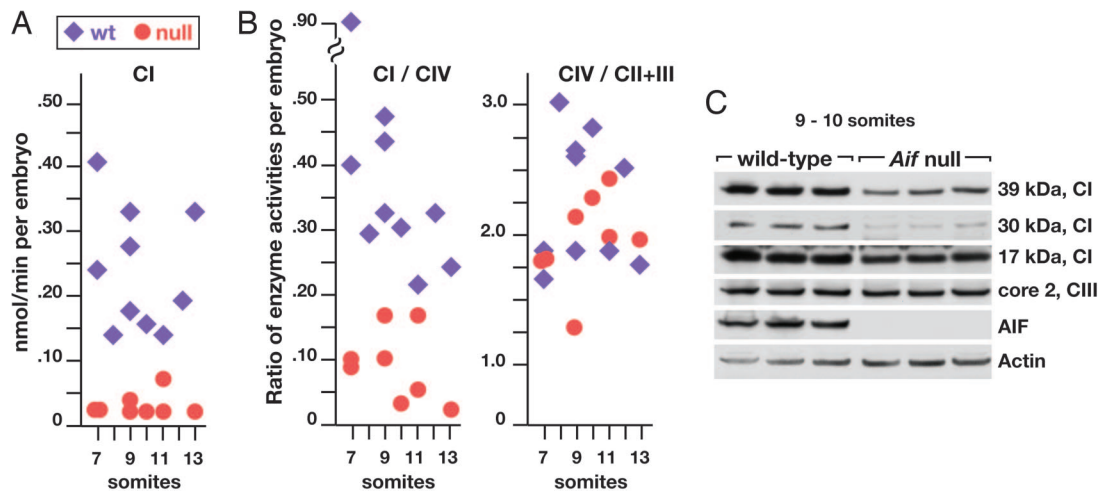 A
wt null
CI
nmol/min per embryo
.50
.40
.30
.20
.10
0
7 9 11 13
somites
B
Ratio of enzyme activities per embryo
CI / CIV
.90
.50
.40
.30
.20
.10
.00
7 9 11 13
somites
CIV / CII+III
3.0
2.0
1.0
0
7 9 11 13
somites
C
9 - 10 somites
wild-type Aif null
39 kDa, CI
30 kDa, CI
17 kDa, CI
core 2, CIII
AIF
Actin